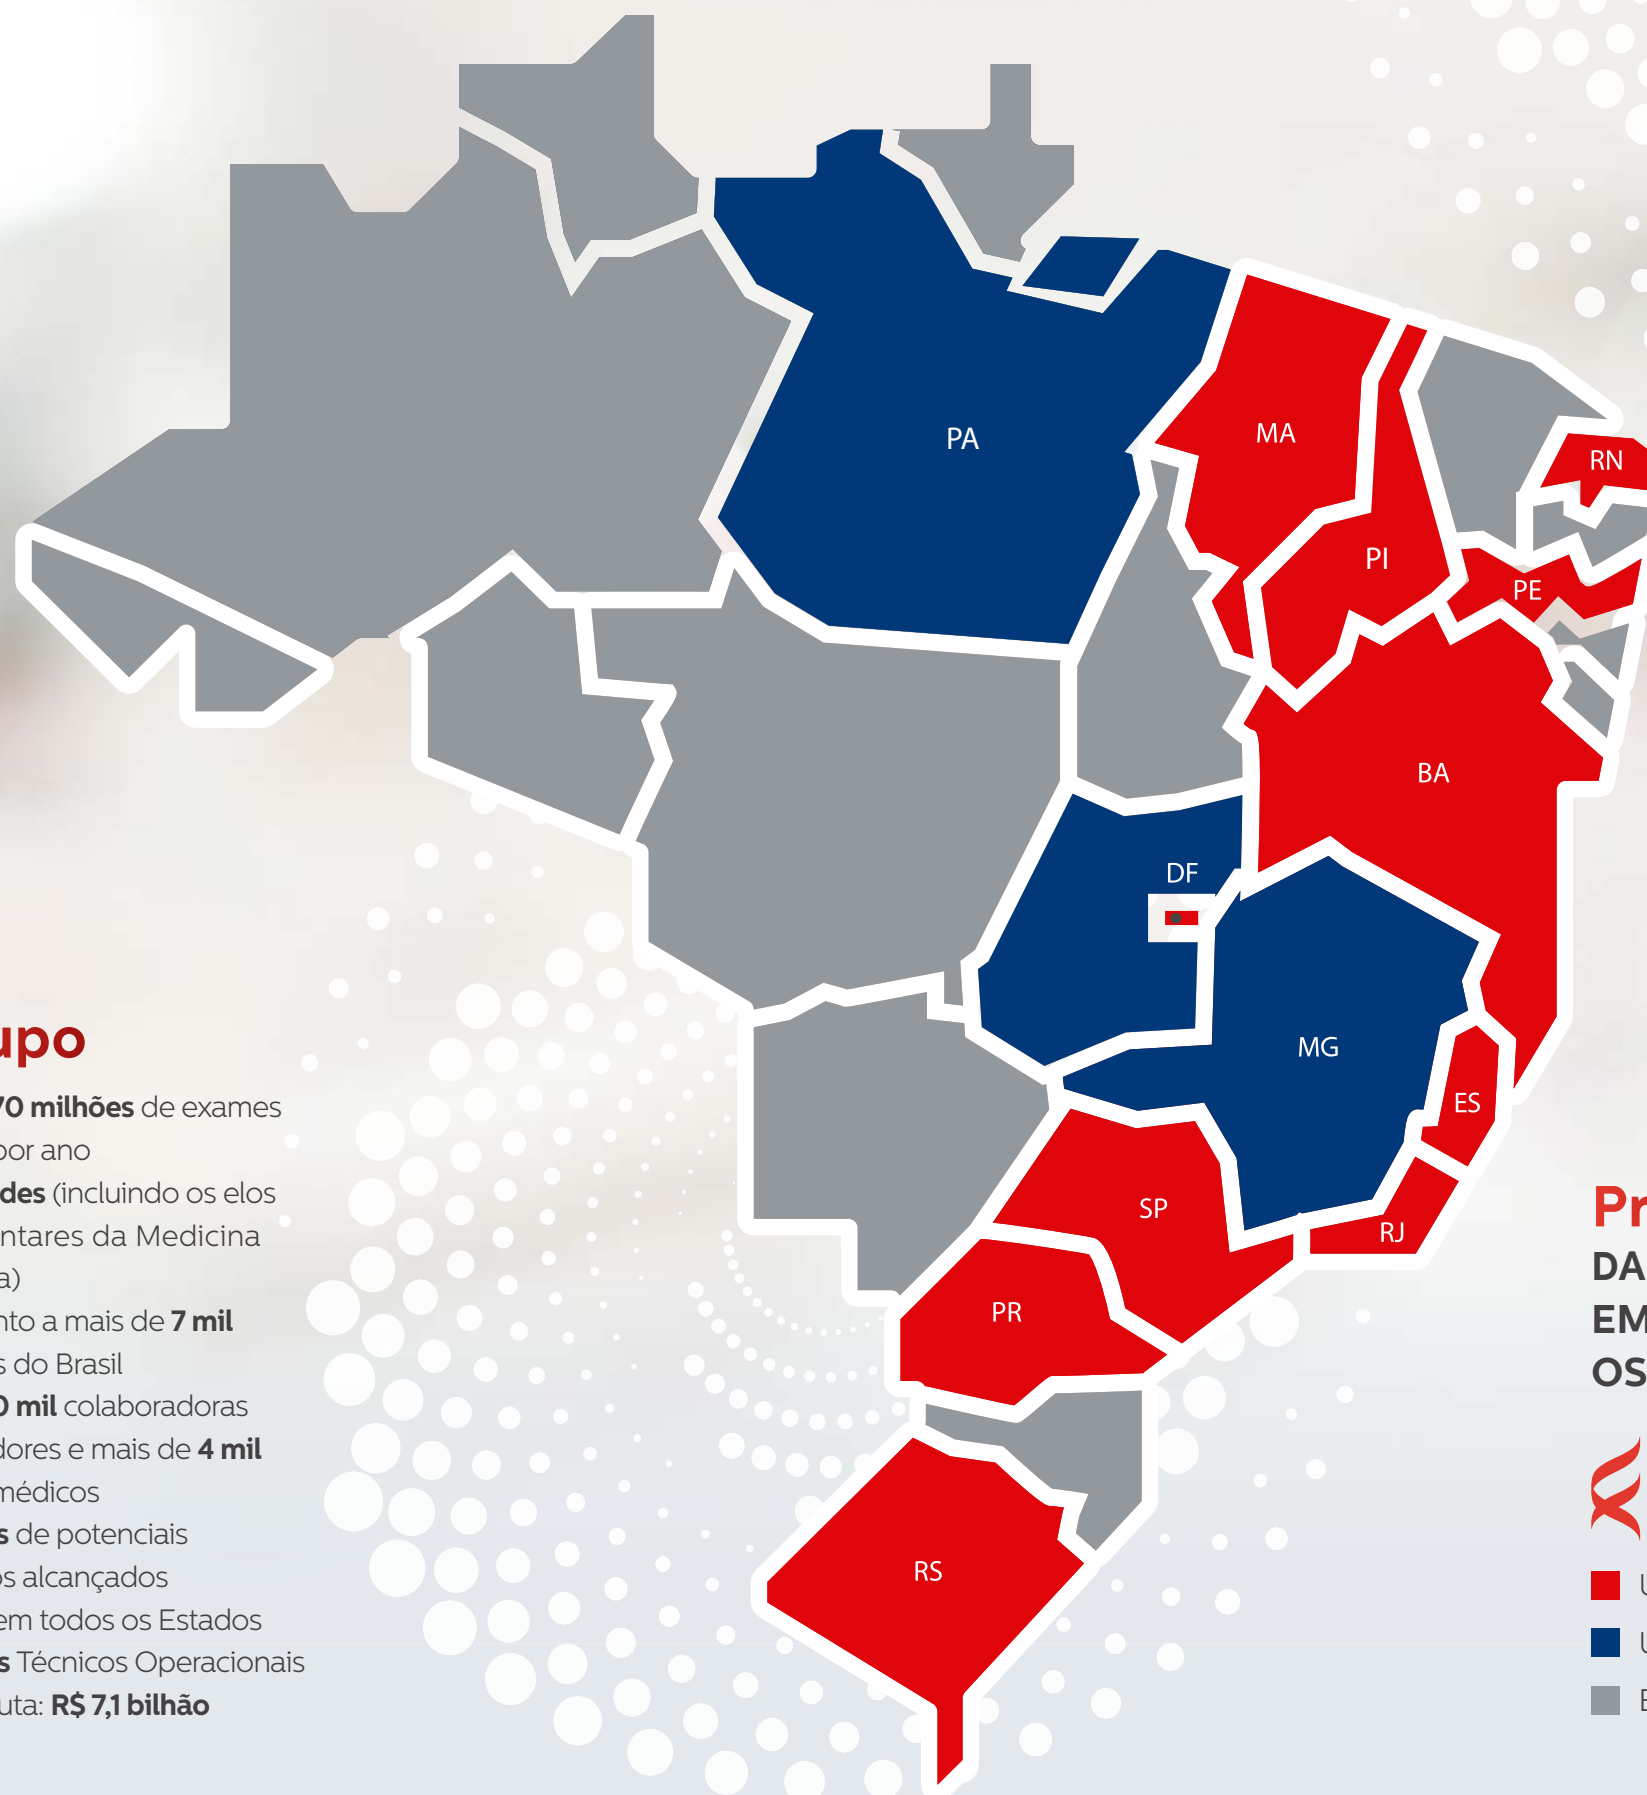 upo
70 milhões de exames
por ano
des (incluindo os elos
ntares da Medicina
a)
nto a mais de 7 mil
s do Brasil
0 mil colaboradoras
dores e mais de 4 mil
médicos
s de potenciais
os alcançados
em todos os Estados
s Técnicos Operacionais
uta: R$ 7,1 bilhão
PA
MA
RN
PI
PE
BA
DF
MG
ES
SP
RJ
PR
RS
Pr
DA
EM
OS
U
U
E